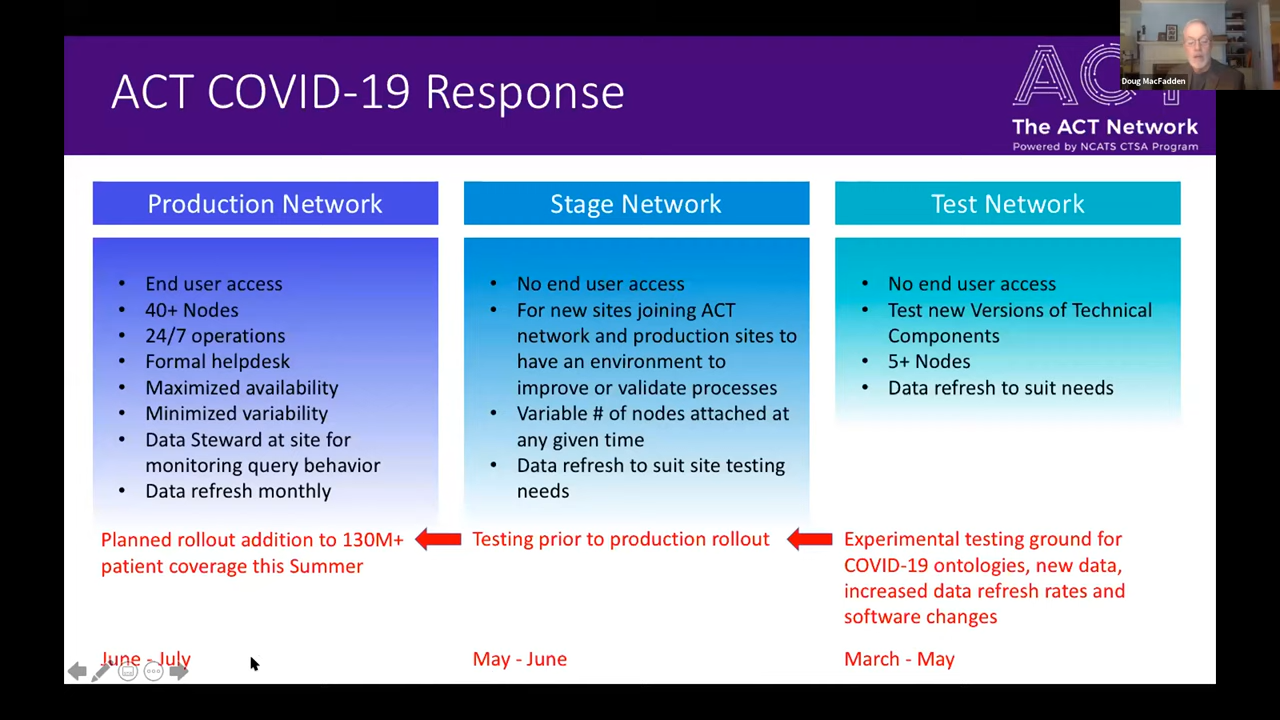 ACT COVID-19 Response
ACT
Doug MacFadden
The ACT Network
Powered by NCATS CTSA Program
Production Network
• End user access
• 40+ Nodes
• 24/7 operations
• Formal helpdesk
• Maximized availability
• Minimized variability
• Data Steward at site for
monitoring query behavior
• Data refresh monthly
Planned rollout addition to 130M+
patient coverage this Summer
June - July
Stage Network
• No end user access
• For new sites joining ACT
network and production sites to
have an environment to
improve or validate processes
• Variable # of nodes attached at
any given time
• Data refresh to suit site testing
needs
Testing prior to production rollout
May - June
Test Network
• No end user access
• Test new Versions of Technical
Components
• 5+ Nodes
• Data refresh to suit needs
Experimental testing ground for
COVID-19 ontologies, new data,
increased data refresh rates and
software changes
March - May